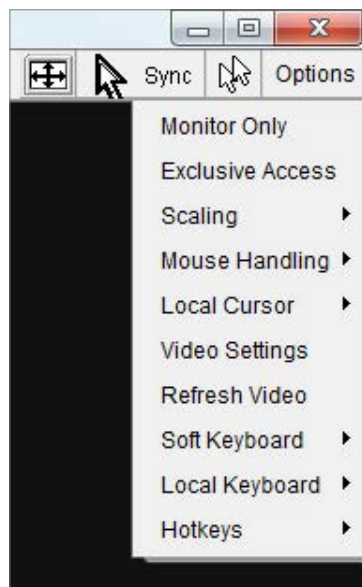 Sync Options
Monitor Only
Exclusive Access
Scaling
Mouse Handling
Local Cursor
Video Settings
Refresh Video
Soft Keyboard
Local Keyboard
Hotkeys